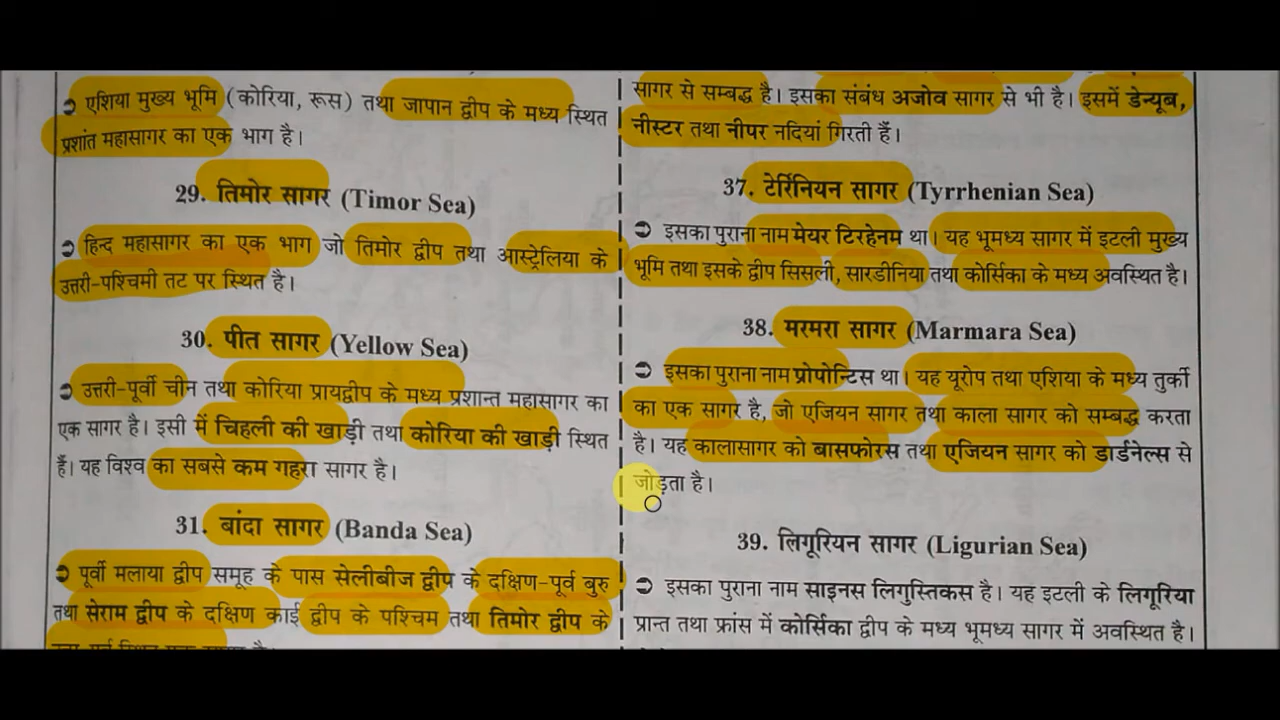 एशिया मुख्य भूमि (कोरिया, रूस) तथा जापान द्वीप के मध्य स्थित
प्रशांत महासागर का एक भाग है।
29. तिमोर सागर (Timor Sea)
हिन्द महासागर का एक भाग जो तिमोर द्वीप तथा आस्ट्रेलिया के
उत्तरी-पश्चिमी तट पर स्थित है।
30. पीत सागर (Yellow Sea)
उत्तरी-पूर्वी चीन तथा कोरिया प्रायद्वीप के मध्य प्रशान्त महासागर का
एक सागर है। इसी में चिहली की खाड़ी तथा कोरिया की खाड़ी स्थित
हैं। यह विश्व का सबसे कम गहरा सागर है।
31. बांदा सागर (Banda Sea)
पूर्वी मलाया द्वीप समूह के पास सेलीबीज द्वीप के दक्षिण-पूर्व बुरु
तथा सेराम द्वीप के दक्षिण काई द्वीप के पश्चिम तथा तिमोर द्वीप के
सागर से सम्बद्ध है। इसका संबंध अजोव सागर से भी है। इसमें डेन्यूब,
नीस्टर तथा नीपर नदियां गिरती हैं।
37. टेर्रिनियन सागर (Tyrrhenian Sea)
इसका पुराना नाम मेयर टिरहेनम था। यह भूमध्य सागर में इटली मुख्य
भूमि तथा इसके द्वीप सिसली, सारडीनिया तथा कोर्सिका के मध्य अवस्थित है।
38. मरमरा सागर (Marmara Sea)
इसका पुराना नाम प्रोपोन्टिस था। यह यूरोप तथा एशिया के मध्य तुर्की
का एक सागर है, जो एजियन सागर तथा काला सागर को सम्बद्ध करता
है। यह कालासागर को बासफोरस तथा एजियन सागर को डार्डनेल्स से
जोड़ता है।
39. लिगूरियन सागर (Ligurian Sea)
इसका पुराना नाम साइनस लिगुस्तिकस है। यह इटली के लिगूरिया
प्रान्त तथा फ्रांस में कोर्सिका द्वीप के मध्य भूमध्य सागर में अवस्थित है।